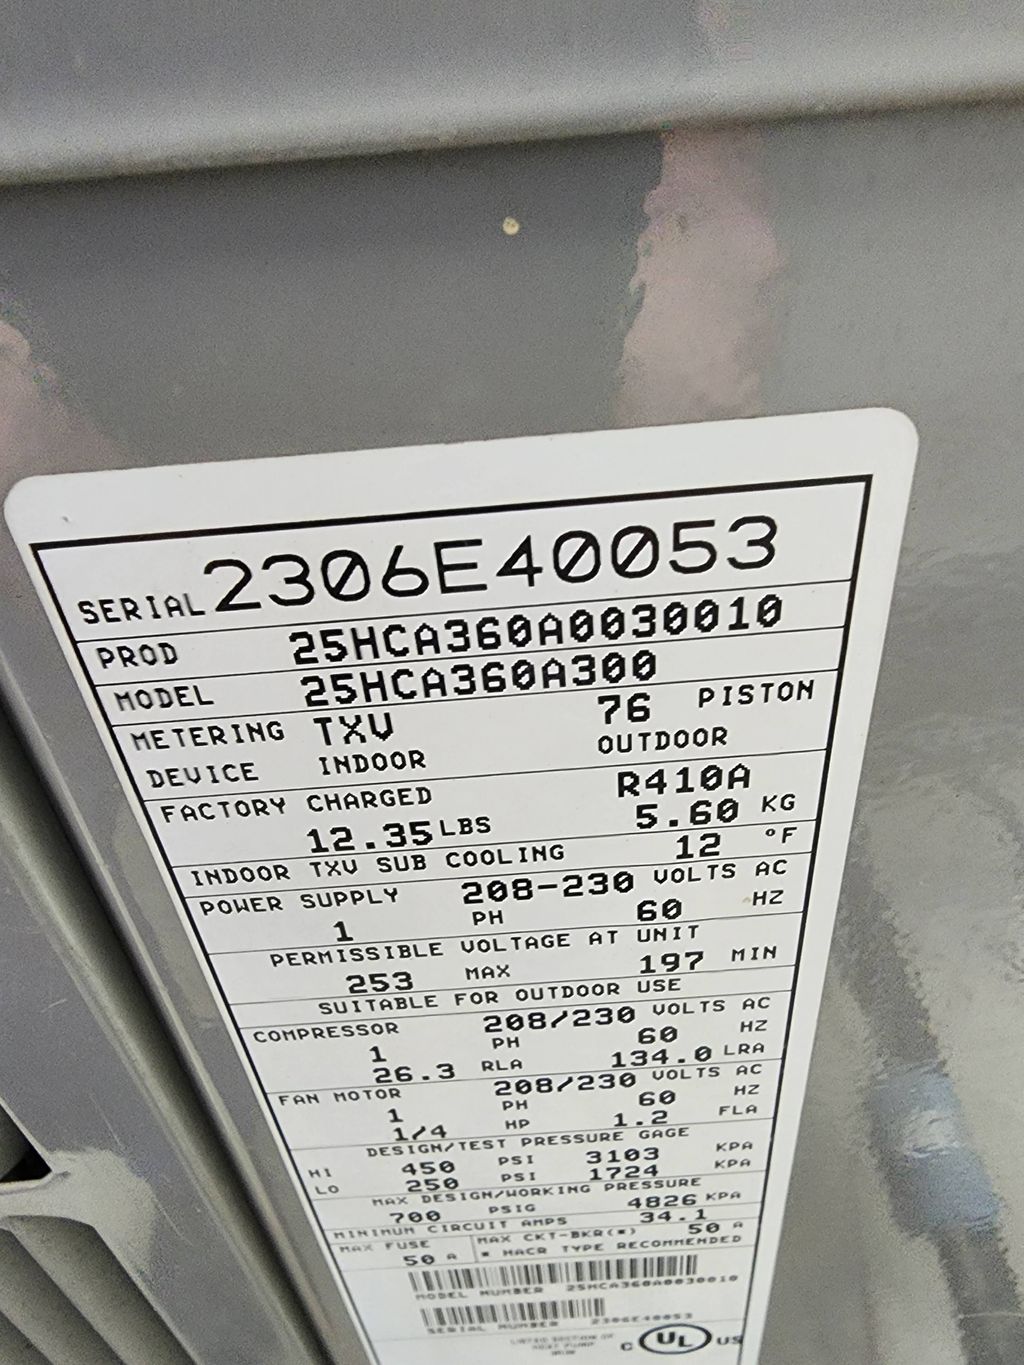 SERIAL 2306E40053
PROD 25HCA360A0030010
MODEL 25HCA360A300
METERING TXV 76 PISTON
DEVICE INDOOR OUTDOOR
FACTORY CHARGED R410A
12.35 LBS 5.60 KG
INDOOR TXV SUB COOLING 12 °F
POWER SUPPLY 208-230 VOLTS AC
1 PH 60 HZ
PERMISSIBLE VOLTAGE AT UNIT
253 MAX 197 MIN
SUITABLE FOR OUTDOOR USE
COMPRESSOR 208/230 VOLTS AC
1 PH 60 HZ
26.3 RLA 134.0 LRA
FAN MOTOR 208/230 VOLTS AC
1 PH 60 HZ
1/4 HP 1.2 FLA
DESIGN/TEST PRESSURE GAGE
HI 450 PSI 3103 KPA
LO 250 PSI 1724 KPA
MAX DESIGN/WORKING PRESSURE
700 PSIG 4826 KPA
MINIMUM CIRCUIT AMPS 34.1
MAX FUSE MAX CKT-BKR(*) 50 A
50 A * HACR TYPE RECOMMENDED
MODEL NUMBER 25HCA360A0030010
SERIAL NUMBER 2306E40053
C UL US